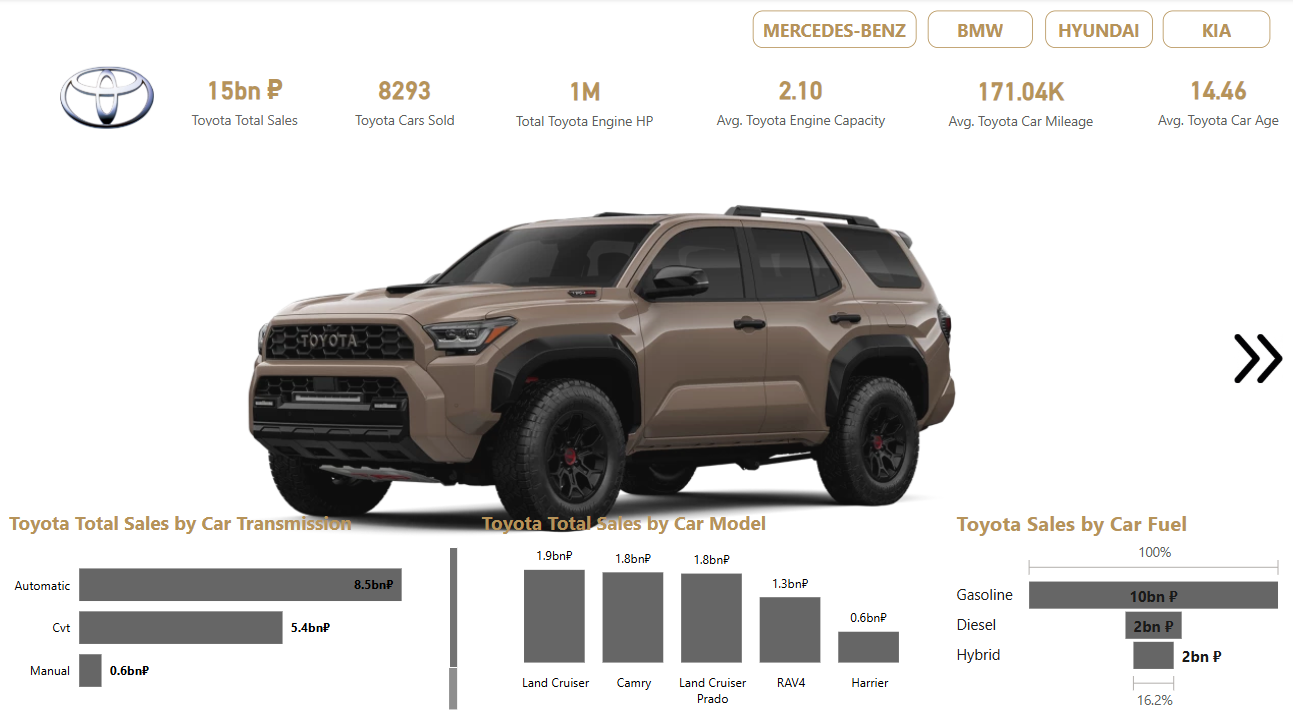 MERCEDES-BENZ
BMW
HYUNDAI
KIA
15bn ₽
8293
1M
2.10
171.04K
14.46
Toyota Total Sales
Toyota Cars Sold
Total Toyota Engine HP
Avg. Toyota Engine Capacity
Avg. Toyota Car Mileage
Avg. Toyota Car Age
TOYOTA
Toyota Total Sales by Car Transmission
Automatic
8.5bn₽
Cvt
5.4bn₽
Manual
0.6bn₽
Toyota Total Sales by Car Model
1.9bn₽
1.8bn₽
1.8bn₽
1.3bn₽
0.6bn₽
Land Cruiser
Camry
Land Cruiser
Prado
RAV4
Harrier
Toyota Sales by Car Fuel
100%
Gasoline
10bn ₽
Diesel
2bn ₽
Hybrid
2bn ₽
16.2%